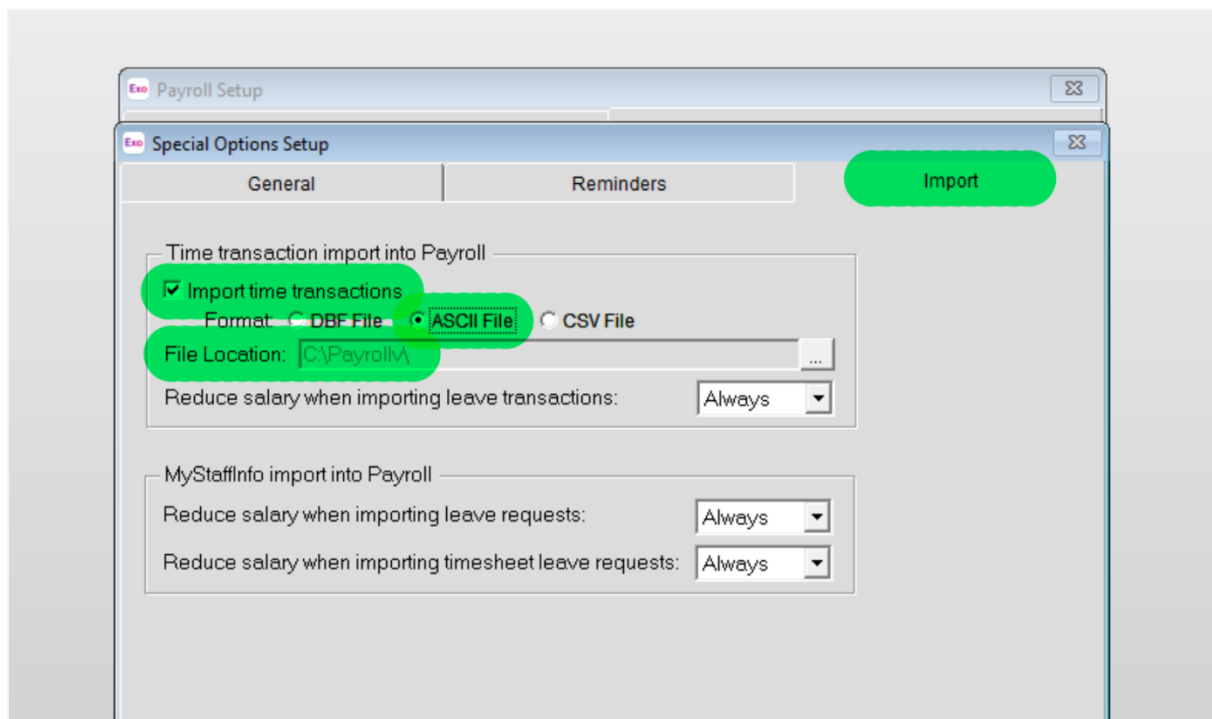 Exo Payroll Setup
Exo Special Options Setup
General Reminders Import
Time transaction import into Payroll
Import time transactions
Format: DBF File ASCII File CSV File
File Location: C:\Payrollv\ ...
Reduce salary when importing leave transactions: Always
MyStaffInfo import into Payroll
Reduce salary when importing leave requests: Always
Reduce salary when importing timesheet leave requests: Always